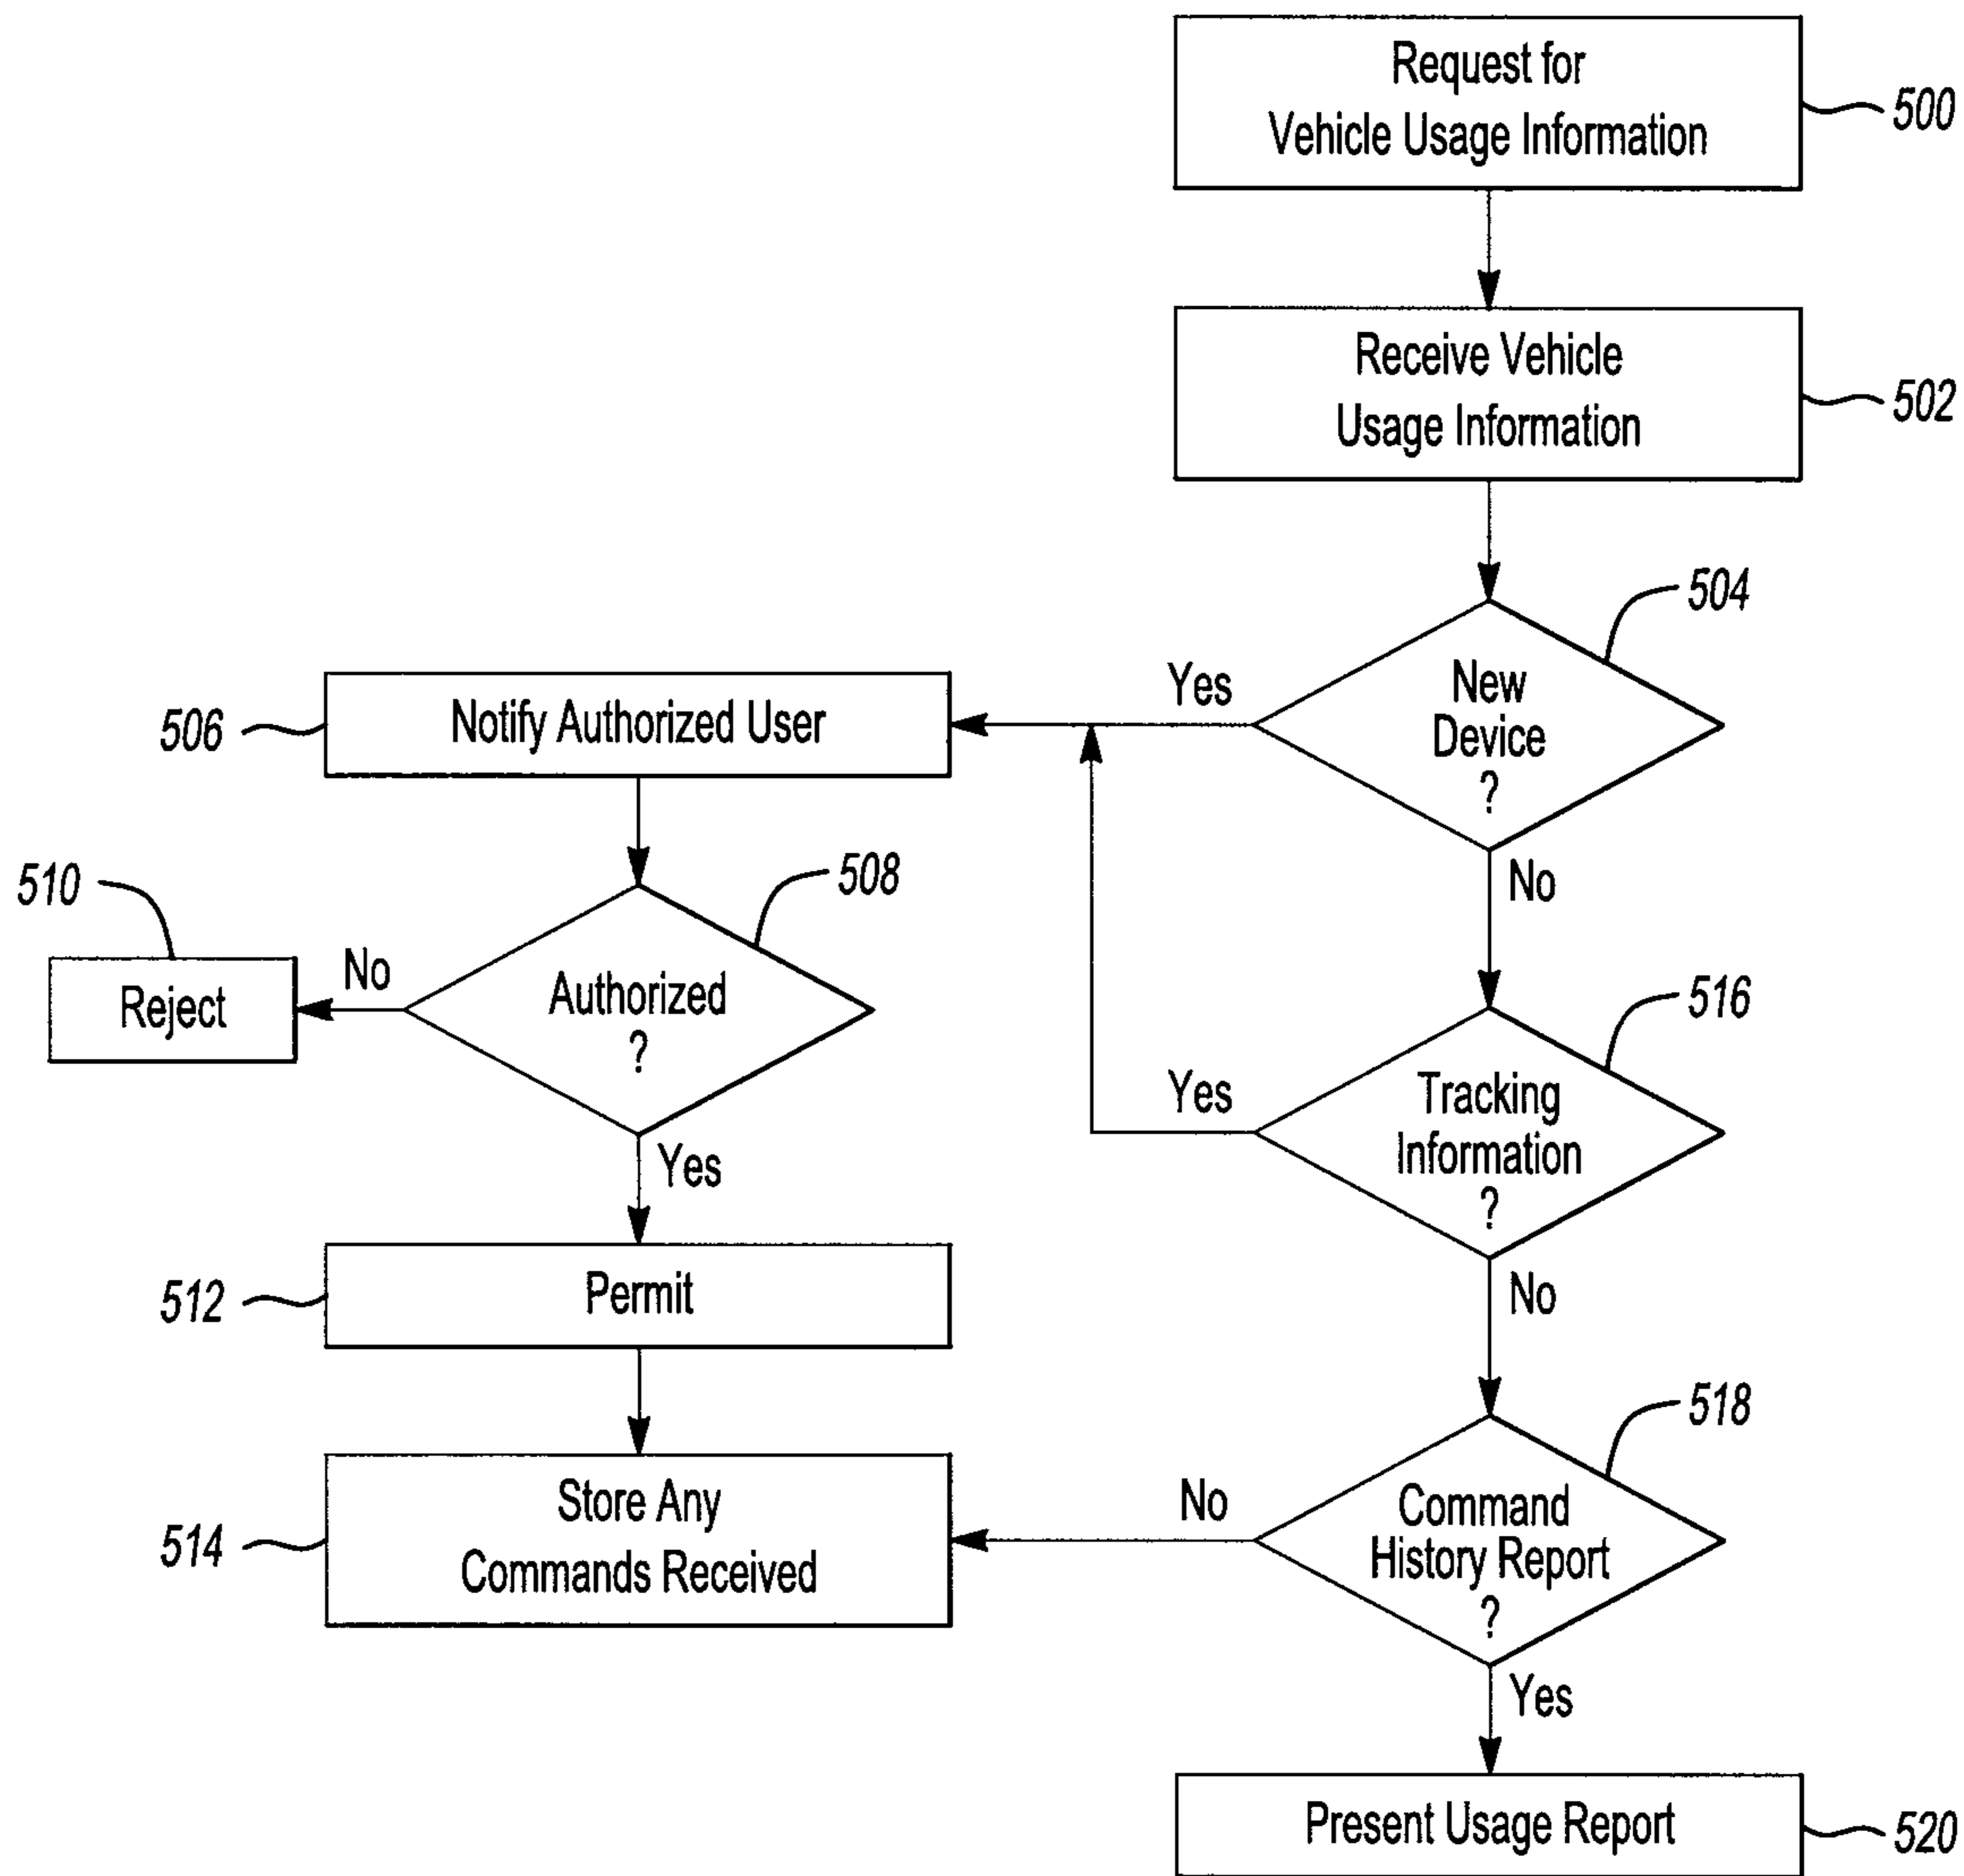 Request for
Vehicle Usage Information
500
Receive Vehicle
Usage Information
502
504
New
Device
?
Yes
No
Notify Authorized User
506
508
Authorized
?
No
Yes
510
Reject
516
Tracking
Information
?
Yes
No
Permit
512
518
Command
History Report
?
No
Yes
Store Any
Commands Received
514
Present Usage Report
520